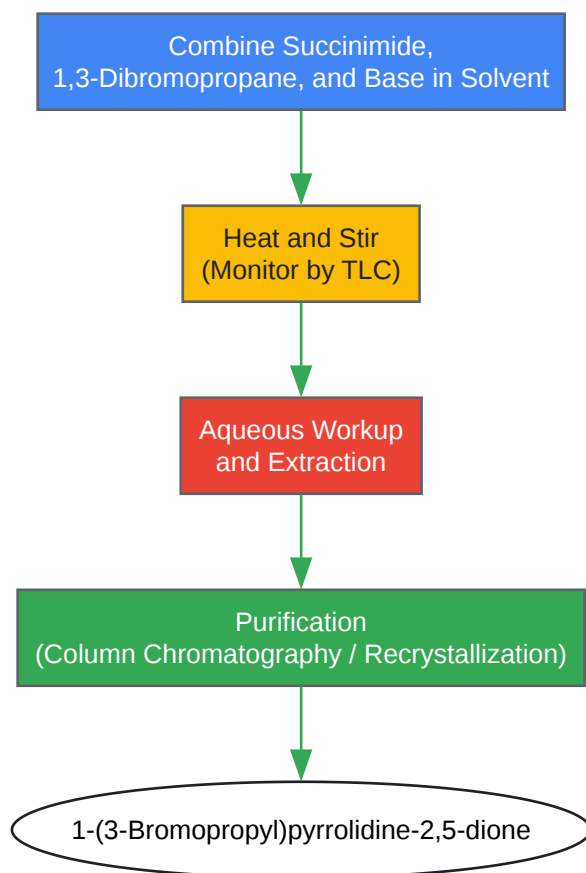 Combine Succinimide,
1,3-Dibromopropane, and Base in Solvent
Heat and Stir
(Monitor by TLC)
Aqueous Workup
and Extraction
Purification
(Column Chromatography / Recrystallization)
1-(3-Bromopropyl)pyrrolidine-2,5-dione